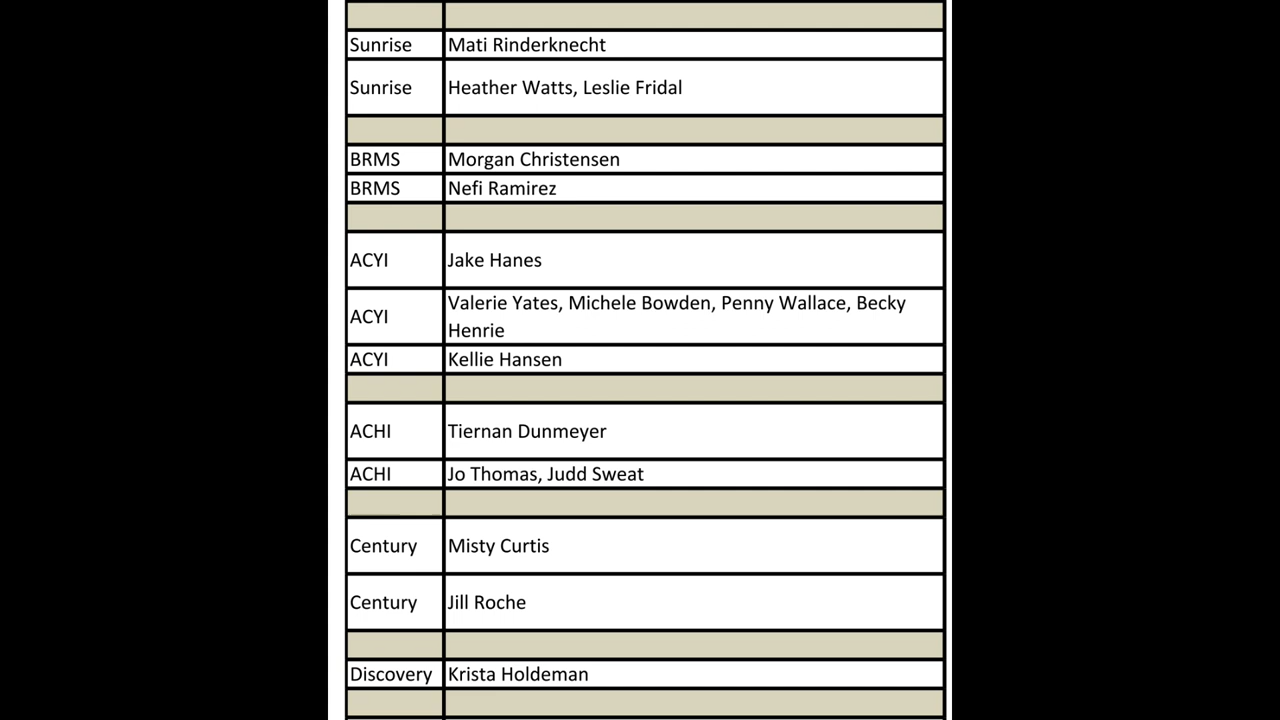 Sunrise Mati Rinderknecht
Sunrise Heather Watts, Leslie Fridal
BRMS Morgan Christensen
BRMS Nefi Ramirez
ACYI Jake Hanes
ACYI Valerie Yates, Michele Bowden, Penny Wallace, Becky
Henrie
ACYI Kellie Hansen
ACHI Tiernan Dunmeyer
ACHI Jo Thomas, Judd Sweat
Century Misty Curtis
Century Jill Roche
Discovery Krista Holdeman